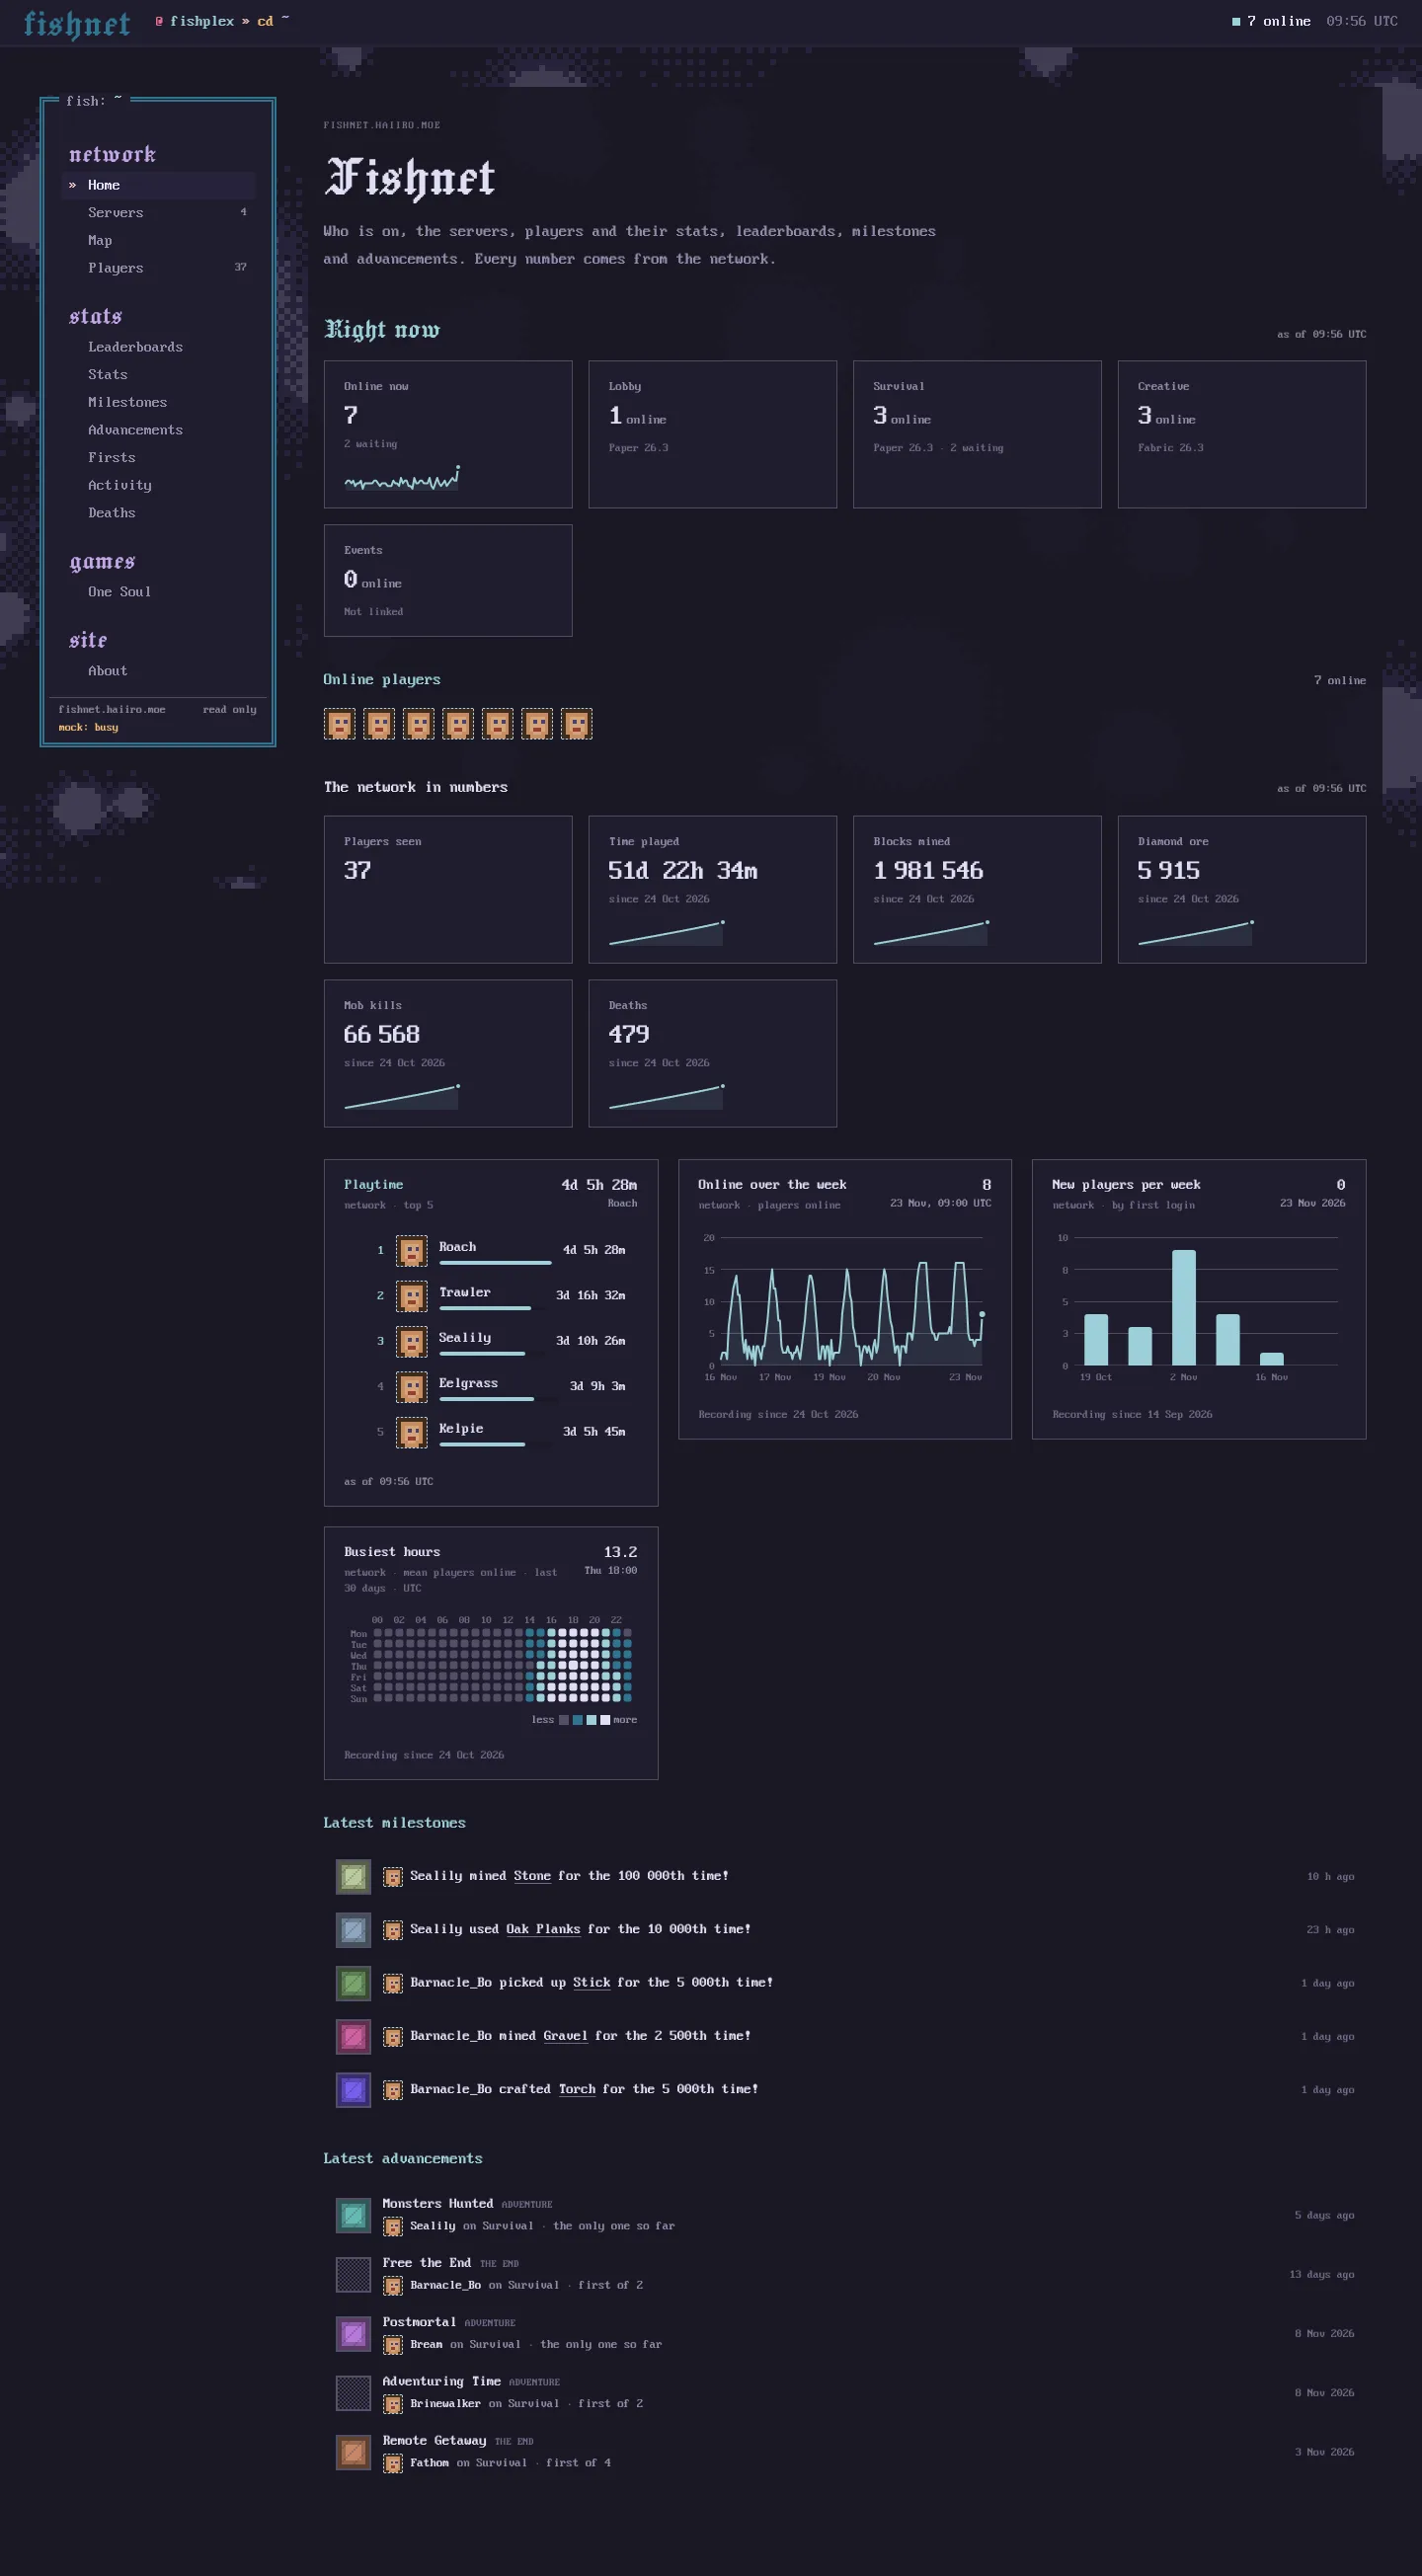 fishnet
@ fishplex » cd ~
7 online 09:56 UTC
fish: ~
network
» Home
Servers 4
Map
Players 37
stats
Leaderboards
Stats
Milestones
Advancements
Firsts
Activity
Deaths
games
One Soul
site
About
fishnet.haiiro.moe read only
mock: busy
FISHNET.HAIIRO.MOE
Fishnet
Who is on, the servers, players and their stats, leaderboards, milestones
and advancements. Every number comes from the network.
Right now as of 09:56 UTC
Online now
7
2 waiting
Lobby
1 online
Paper 26.3
Survival
3 online
Paper 26.3 · 2 waiting
Creative
3 online
Fabric 26.3
Events
0 online
Not linked
Online players 7 online
The network in numbers as of 09:56 UTC
Players seen
37
Time played
51d 22h 34m
since 24 Oct 2026
Blocks mined
1 981 546
since 24 Oct 2026
Diamond ore
5 915
since 24 Oct 2026
Mob kills
66 568
since 24 Oct 2026
Deaths
479
since 24 Oct 2026
Playtime 4d 5h 28m
network · top 5 Roach
1 Roach 4d 5h 28m
2 Trawler 3d 16h 32m
3 Sealily 3d 10h 26m
4 Eelgrass 3d 9h 3m
5 Kelpie 3d 5h 45m
as of 09:56 UTC
Online over the week 8
network · players online 23 Nov, 09:00 UTC
20
15
10
5
0
16 Nov 17 Nov 19 Nov 20 Nov 23 Nov
Recording since 24 Oct 2026
New players per week 0
network · by first login 23 Nov 2026
10
8
5
3
0
19 Oct 2 Nov 16 Nov
Recording since 14 Sep 2026
Busiest hours 13.2
network · mean players online · last Thu 18:00
30 days · UTC
00 02 04 06 08 10 12 14 16 18 20 22
Mon
Tue
Wed
Thu
Fri
Sat
Sun
less more
Recording since 24 Oct 2026
Latest milestones
Sealily mined Stone for the 100 000th time! 10 h ago
Sealily used Oak Planks for the 10 000th time! 23 h ago
Barnacle_Bo picked up Stick for the 5 000th time! 1 day ago
Barnacle_Bo mined Gravel for the 2 500th time! 1 day ago
Barnacle_Bo crafted Torch for the 5 000th time! 1 day ago
Latest advancements
Monsters Hunted ADVENTURE
Sealily on Survival · the only one so far 5 days ago
Free the End THE END
Barnacle_Bo on Survival · first of 2 13 days ago
Postmortal ADVENTURE
Bream on Survival · the only one so far 8 Nov 2026
Adventuring Time ADVENTURE
Brinewalker on Survival · first of 2 8 Nov 2026
Remote Getaway THE END
Fathom on Survival · first of 4 3 Nov 2026